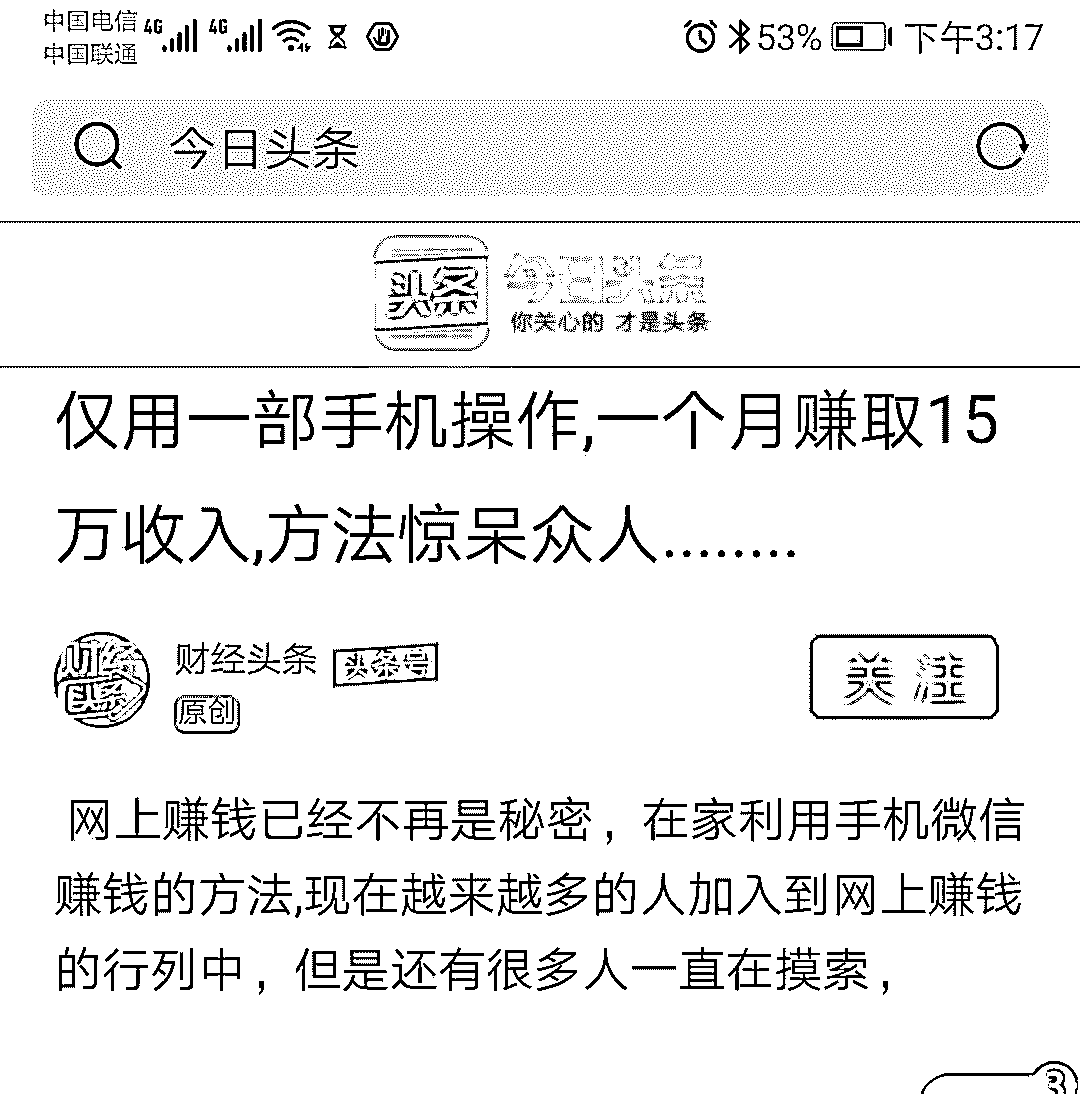 中国电信 4G 4G 53% 下午3:17
中国联通
今日头条
头条 今日头条
你关心的 才是头条
仅用一部手机操作,一个月赚取15
万收入,方法惊呆众人........
财经头条 财经头条 头条号 关注
原创
网上赚钱已经不再是秘密，在家利用手机微信
赚钱的方法,现在越来越多的人加入到网上赚钱
的行列中，但是还有很多人一直在摸索，
3